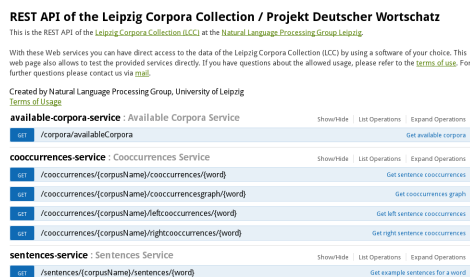 REST API of the Leipzig Corpora Collection / Projekt Deutscher Wortschatz
This is the REST API of the Leipzig Corpora Collection (LCC) at the Natural Language Processing Group Leipzig.
With these Web services you can have direct access to the data of the Leipzig Corpora Collection (LCC) by using a software of your choice. This
web page also allows to test the provided services directly. If you have questions about the allowed usage, please refer to the terms of use. For
further questions please contact us via mail.
Created by Natural Language Processing Group, University of Leipzig
Terms of Usage
available-corpora-service : Available Corpora Service Show/Hide List Operations Expand Operations
GET /corpora/availableCorpora Get available corpora
cooccurrences-service : Cooccurrences Service Show/Hide List Operations Expand Operations
GET /cooccurrences/{corpusName}/cooccurrences/{word} Get sentence cooccurrences
GET /cooccurrences/{corpusName}/cooccurrencesgraph/{word} Get cooccurrences graph
GET /cooccurrences/{corpusName}/leftcooccurrences/{word} Get left sentence cooccurrences
GET /cooccurrences/{corpusName}/rightcooccurrences/{word} Get right sentence cooccurrences
sentences-service : Sentences Service Show/Hide List Operations Expand Operations
GET /sentences/{corpusName}/sentences/{word} Get example sentences for a word